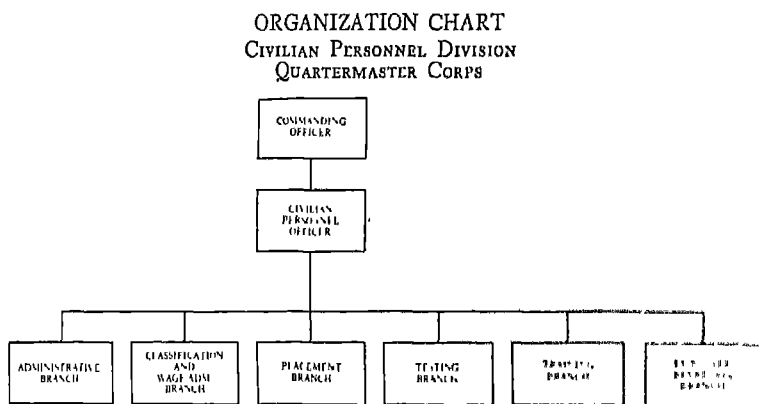 ORGANIZATION CHART
CIVILIAN PERSONNEL DIVISION
QUARTERMASTER CORPS
COMMANDING
OFFICER
CIVILIAN
PERSONNEL
OFFICER
ADMINISTRATIVE
BRANCH
CLASSIFICATION
AND
WAGE ADM
BRANCH
PLACEMENT
BRANCH
TESTING
BRANCH
TRAINING
BRANCH
BRANCH